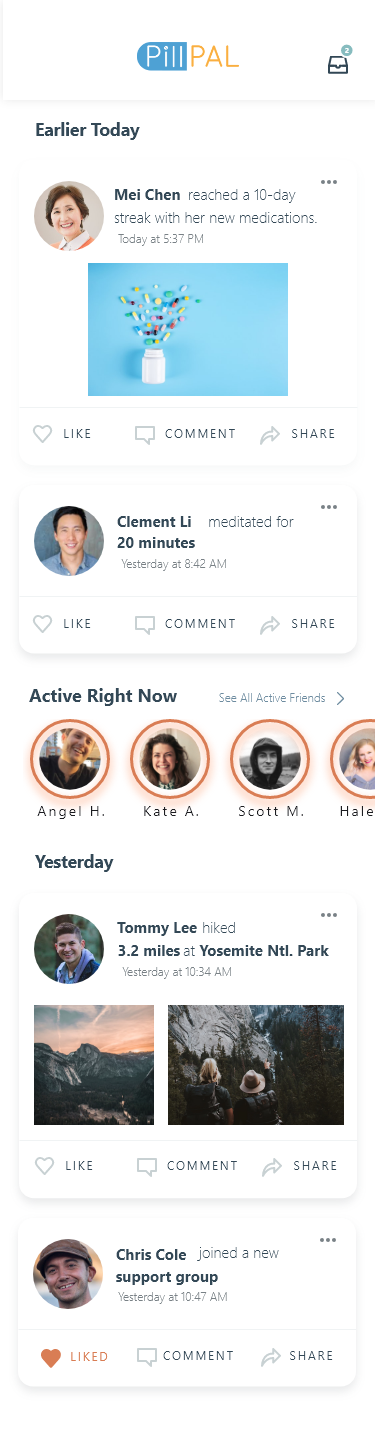 PillPAL
2
Earlier Today
Mei Chen reached a 10-day
streak with her new medications.
Today at 5:37 PM
LIKE COMMENT SHARE
Clement Li meditated for
20 minutes
Yesterday at 8:42 AM
LIKE COMMENT SHARE
Active Right Now See All Active Friends
Angel H. Kate A. Scott M. Hale
Yesterday
Tommy Lee hiked
3.2 miles at Yosemite Ntl. Park
Yesterday at 10:34 AM
LIKE COMMENT SHARE
Chris Cole joined a new
support group
Yesterday at 10:47 AM
LIKED COMMENT SHARE